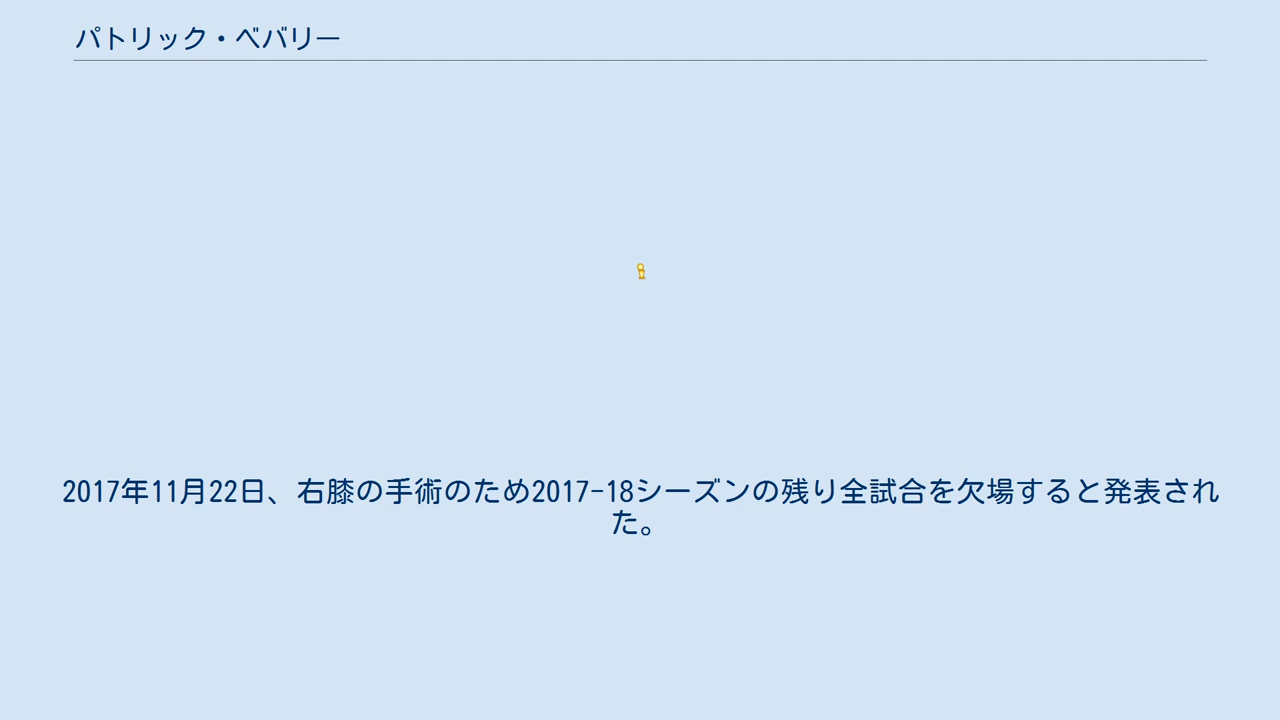 パトリック・ベバリー
2017年11月22日、右膝の手術のため2017-18シーズンの残り全試合を欠場すると発表され
た。